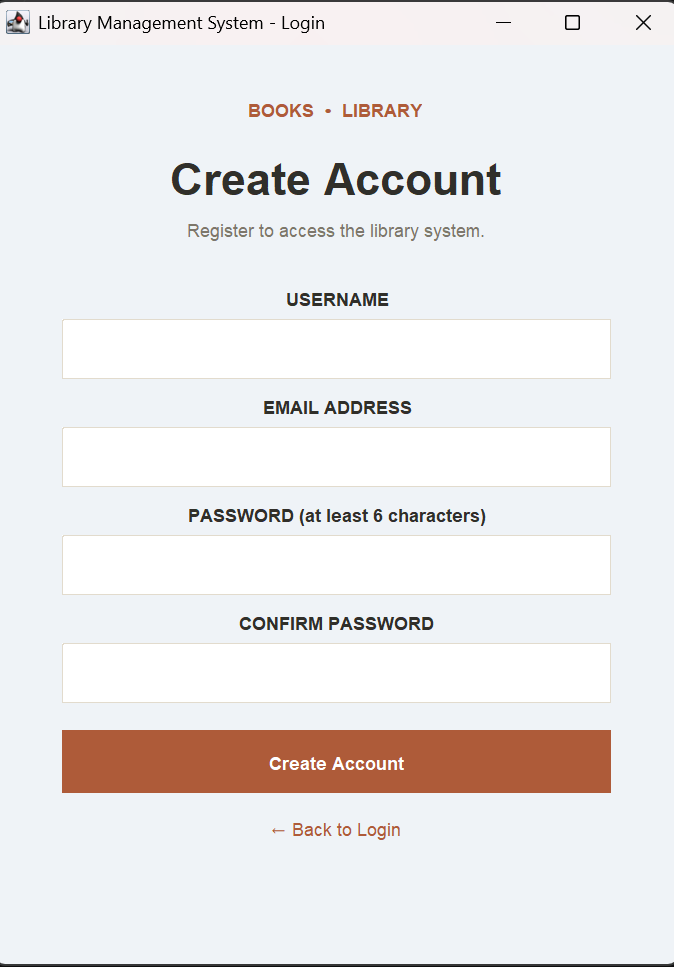 Library Management System - Login
BOOKS • LIBRARY
Create Account
Register to access the library system.
USERNAME
EMAIL ADDRESS
PASSWORD (at least 6 characters)
CONFIRM PASSWORD
Create Account
← Back to Login